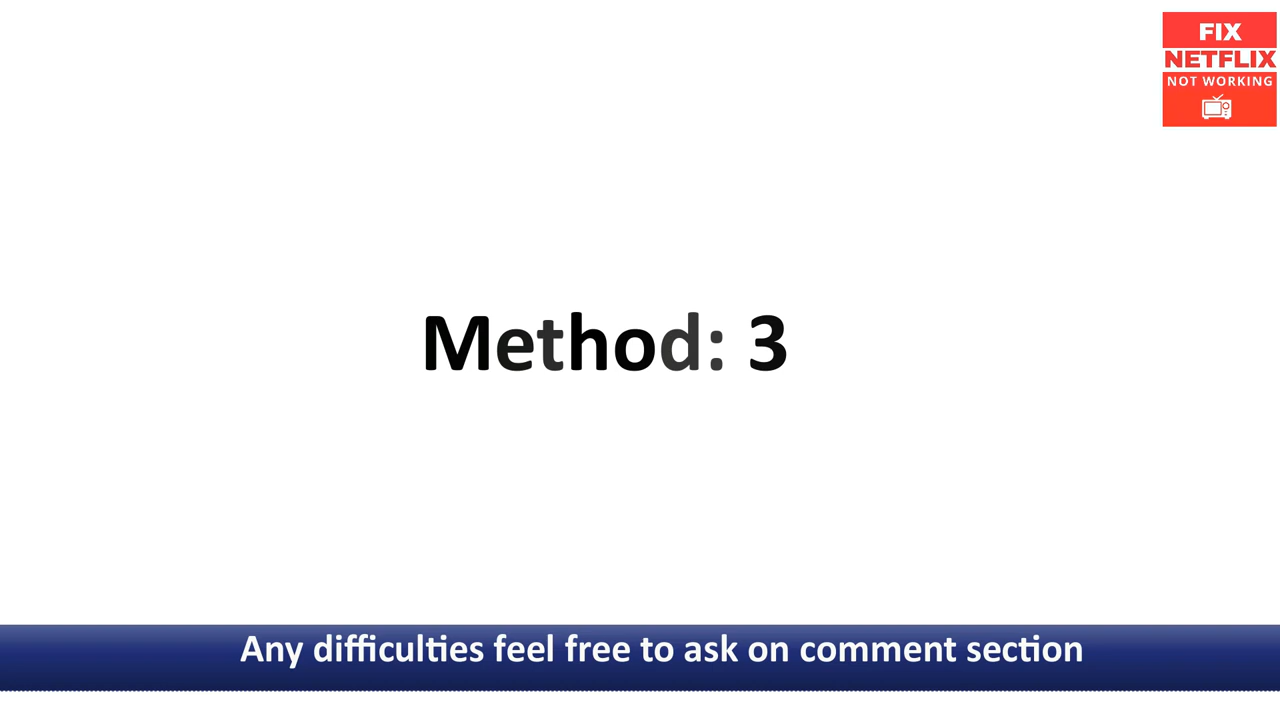 FIX
NETFLIX
NOT WORKING
Method: 3
Any difficulties feel free to ask on comment section